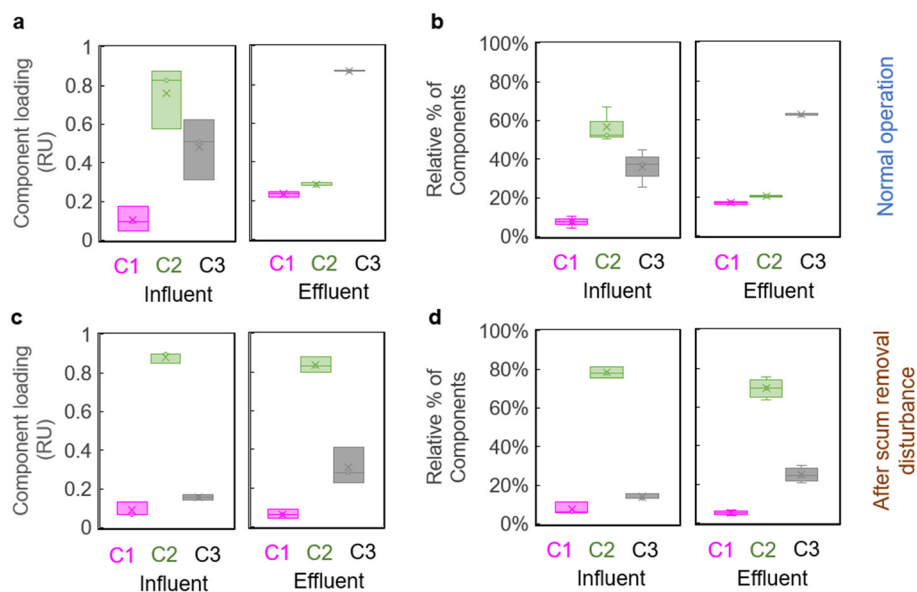 a
b
Component loading
(RU)
1
0.8
0.6
0.4
0.2
0
C1 C2 C3
Influent
C1 C2 C3
Effluent
Relative % of
Components
100%
80%
60%
40%
20%
0%
C1 C2 C3
Influent
C1 C2 C3
Effluent
Normal operation
c
d
Component loading
(RU)
1
0.8
0.6
0.4
0.2
0
C1 C2 C3
Influent
C1 C2 C3
Effluent
Relative % of
Components
100%
80%
60%
40%
20%
0%
C1 C2 C3
Influent
C1 C2 C3
Effluent
After scum removal
disturbance